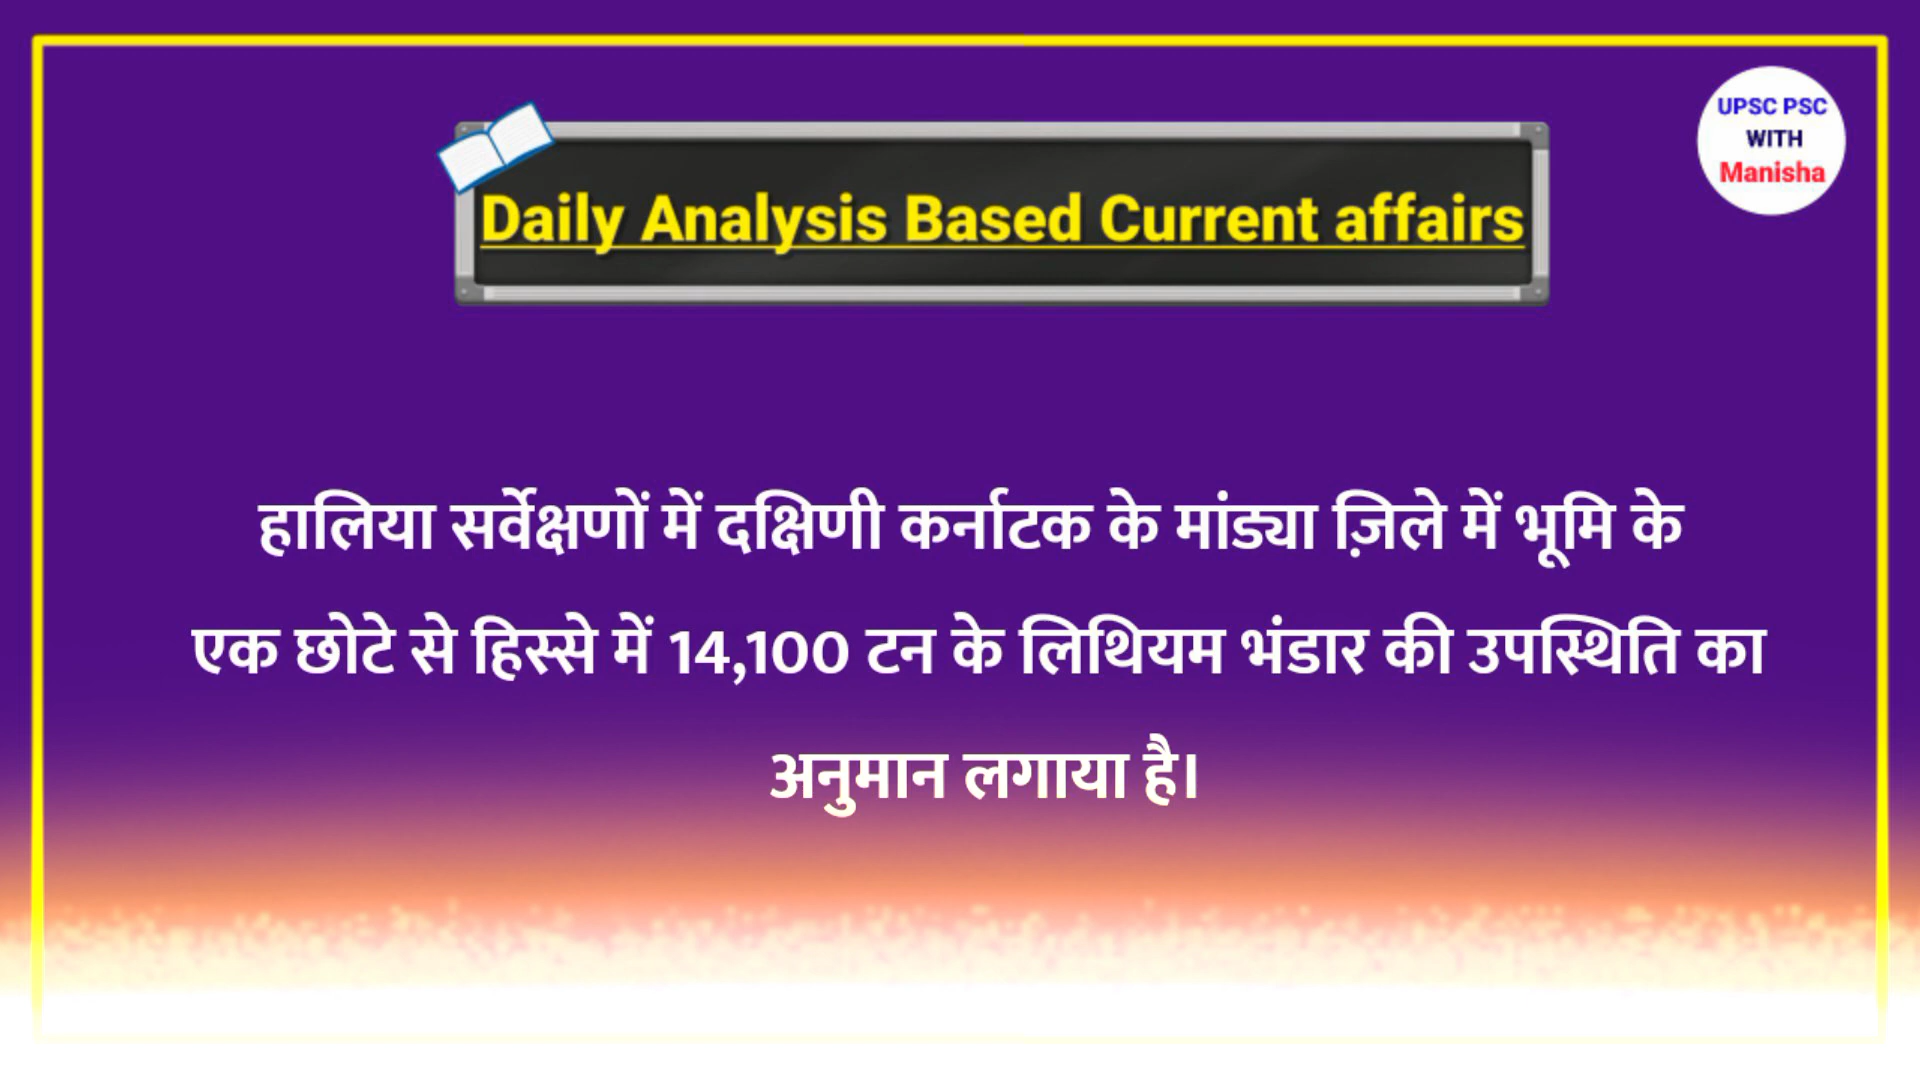 UPSC PSC
WITH
Manisha
Daily Analysis Based Current affairs
हालिया सर्वेक्षणों में दक्षिणी कर्नाटक के मांड्या ज़िले में भूमि के
एक छोटे से हिस्से में 14,100 टन के लिथियम भंडार की उपस्थिति का
अनुमान लगाया है।